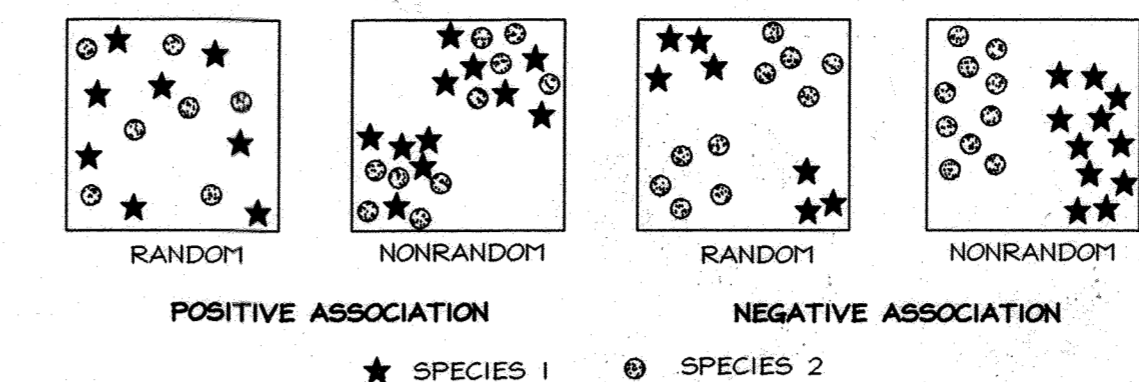 RANDOM NONRANDOM RANDOM NONRANDOM
POSITIVE ASSOCIATION NEGATIVE ASSOCIATION
SPECIES 1 SPECIES 2